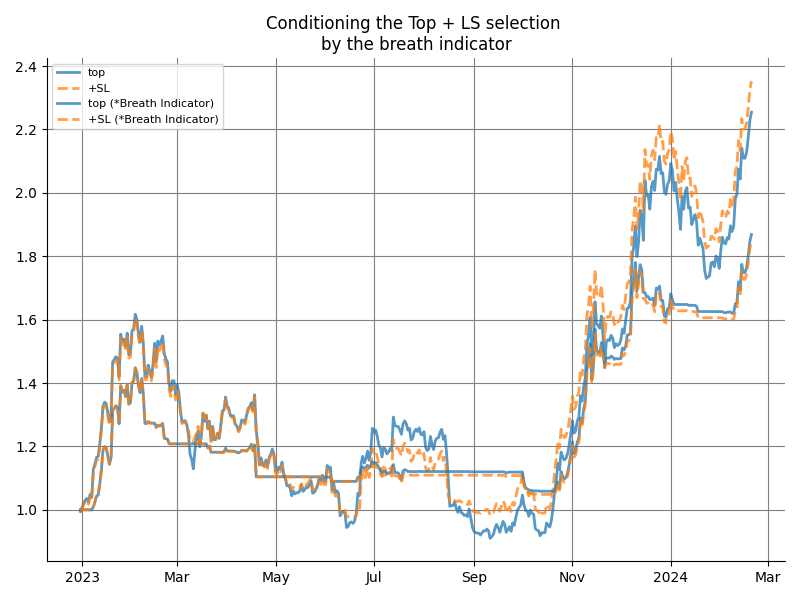 Conditioning the Top + LS selection
by the breath indicator
top
+SL
top (*Breath Indicator)
+SL (*Breath Indicator)
2.4
2.2
2.0
1.8
1.6
1.4
1.2
1.0
2023
Mar
May
Jul
Sep
Nov
2024
Mar